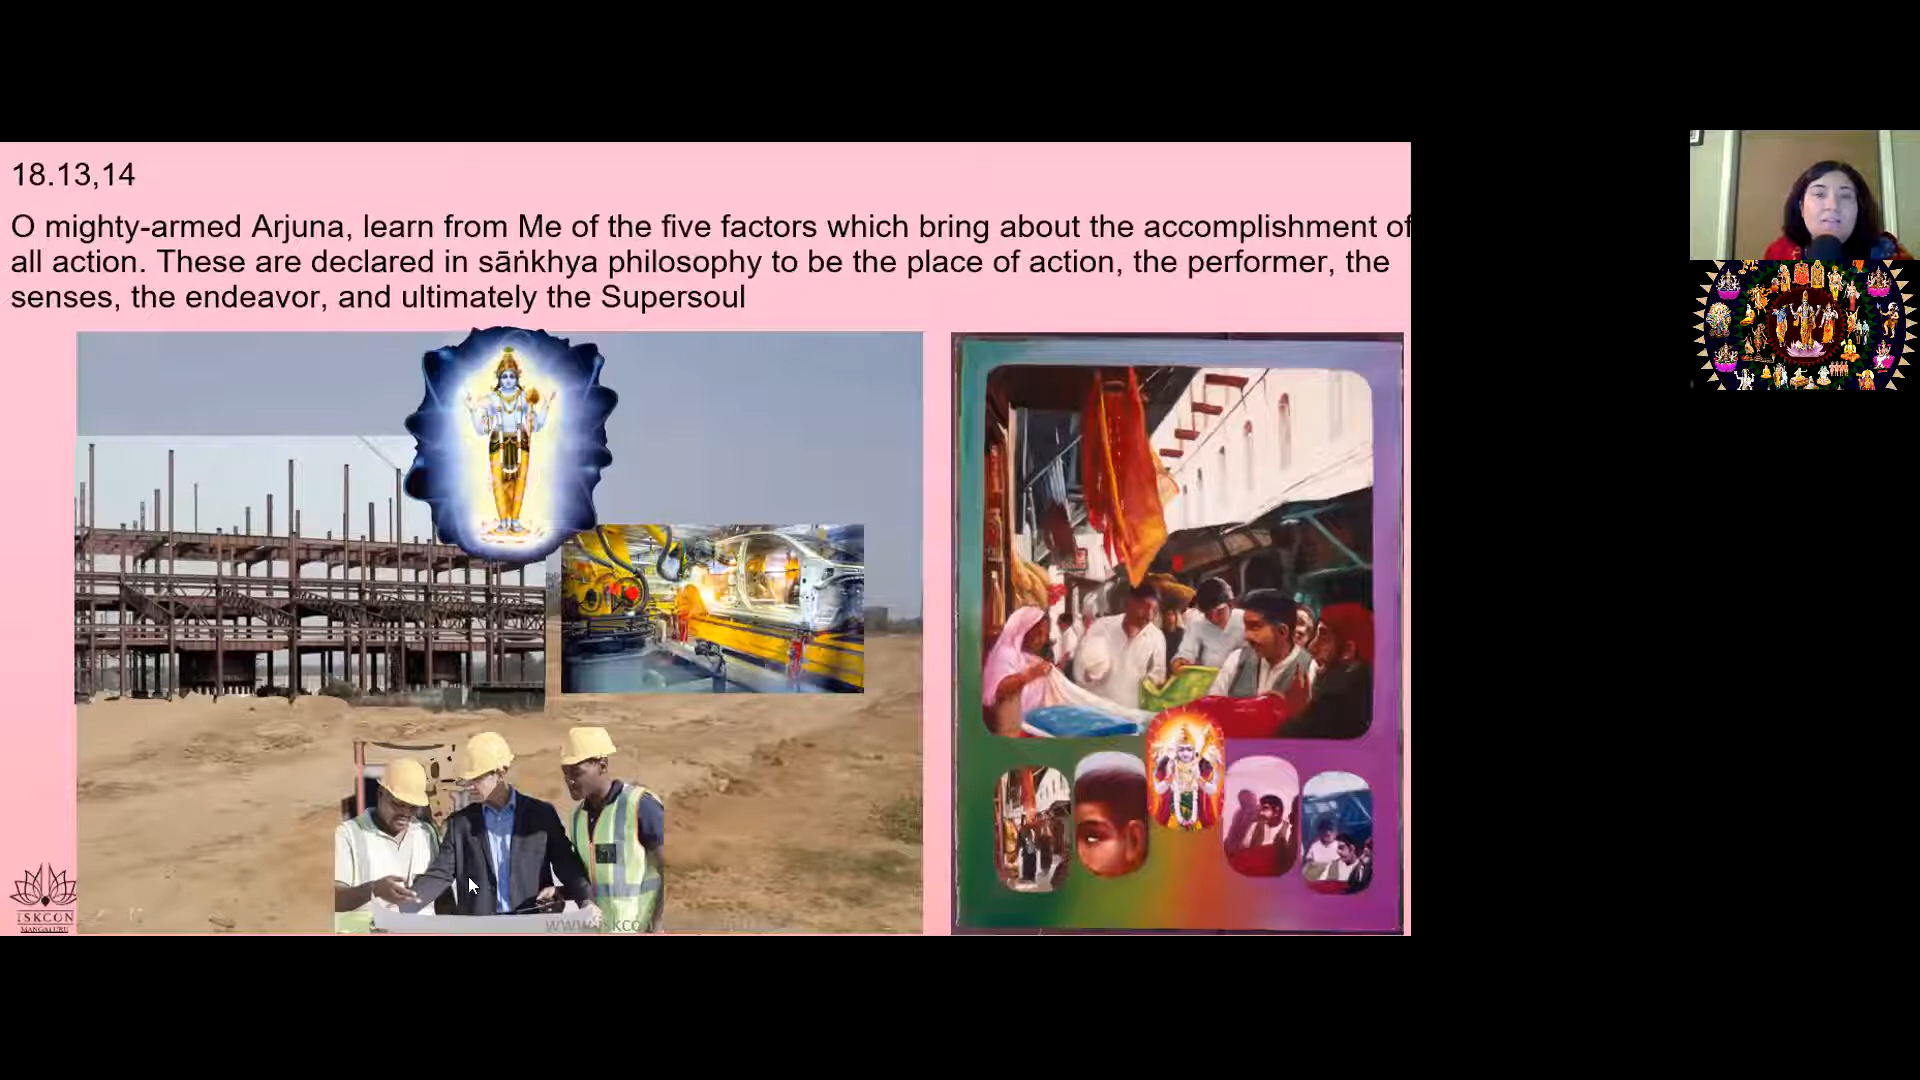 18.13,14
O mighty-armed Arjuna, learn from Me of the five factors which bring about the accomplishment of
all action. These are declared in sāṅkhya philosophy to be the place of action, the performer, the
senses, the endeavor, and ultimately the Supersoul
ISKCON
MANGALURU